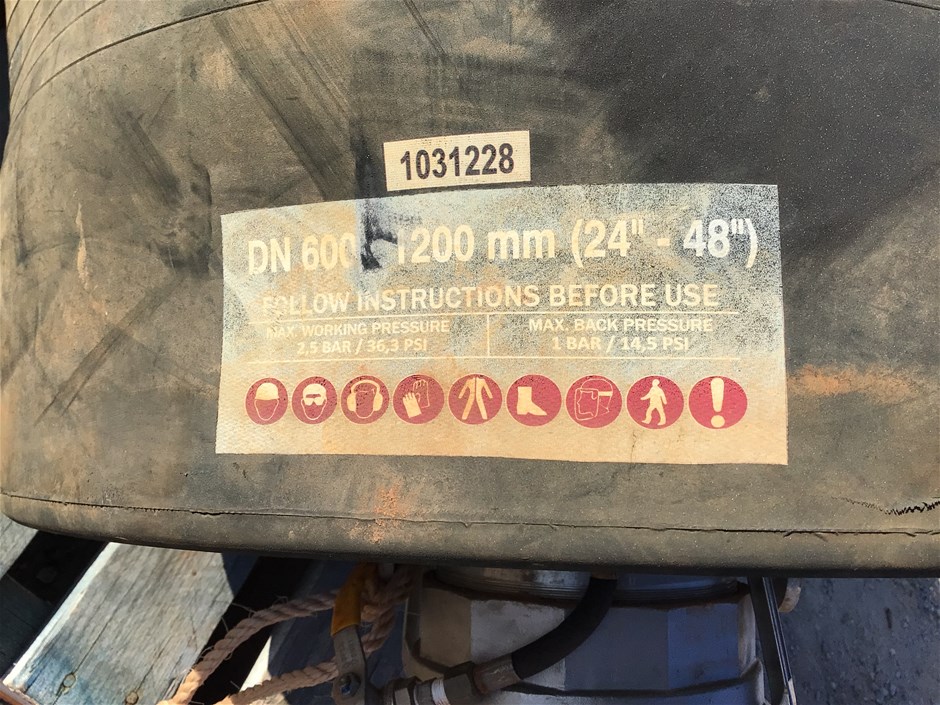 1031228
DN 600 - 1200 mm (24" - 48")
FOLLOW INSTRUCTIONS BEFORE USE
MAX. WORKING PRESSURE
2,5 BAR / 36,3 PSI
MAX. BACK PRESSURE
1 BAR / 14,5 PSI